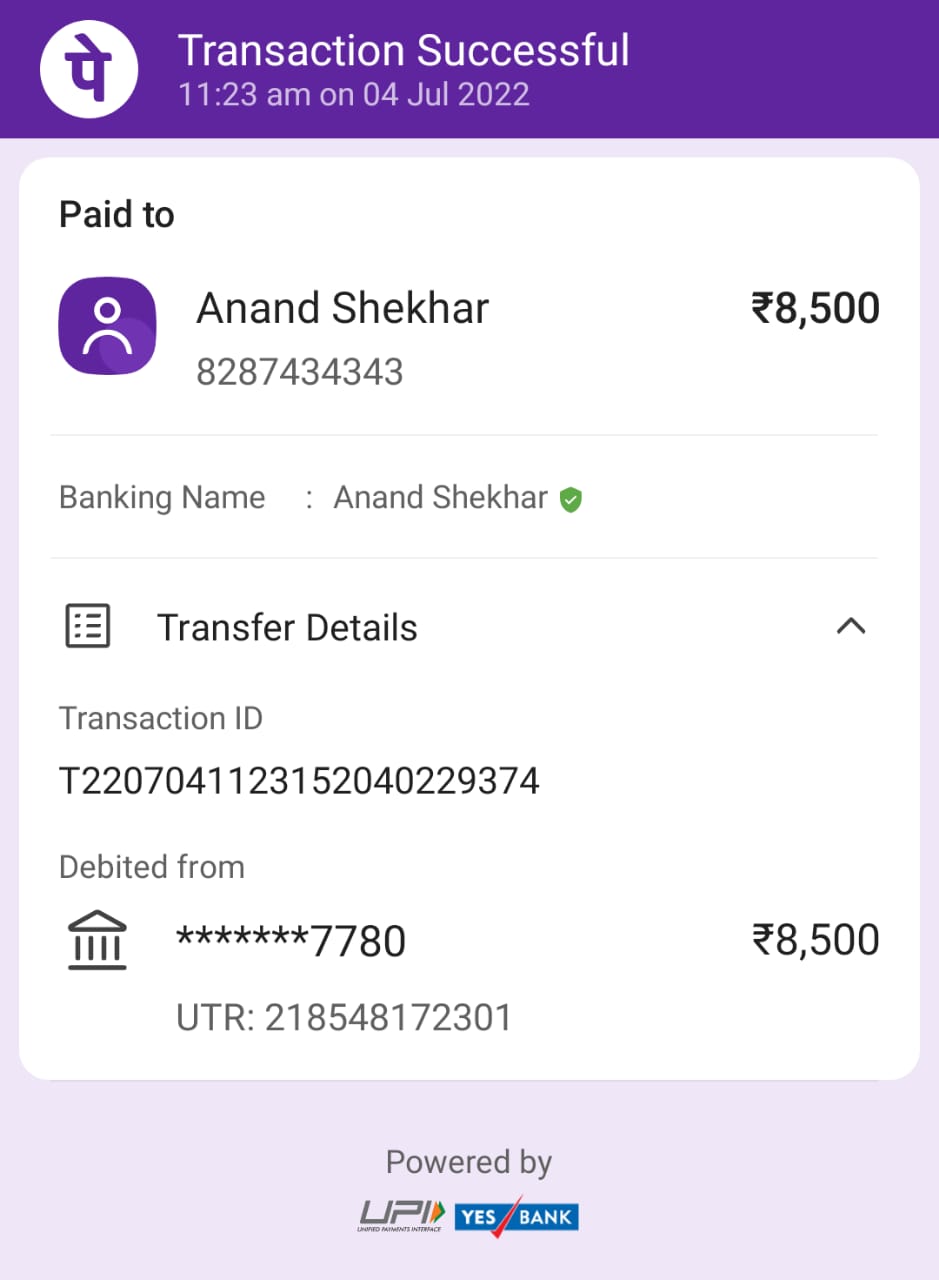 पे
Transaction Successful
11:23 am on 04 Jul 2022
Paid to
Anand Shekhar ₹8,500
8287434343
Banking Name : Anand Shekhar
Transfer Details
Transaction ID
T2207041123152040229374
Debited from
*******7780 ₹8,500
UTR: 218548172301
Powered by
UPI YES BANK
UNIFIED PAYMENTS INTERFACE